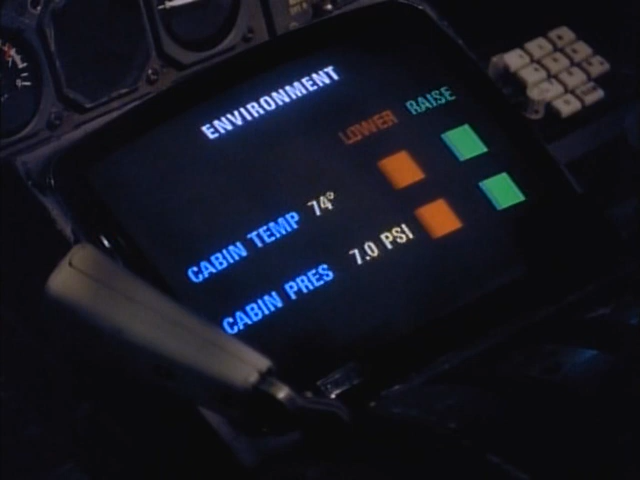 ENVIRONMENT
LOWER RAISE
CABIN TEMP 74°
CABIN PRES 7.0 PSI